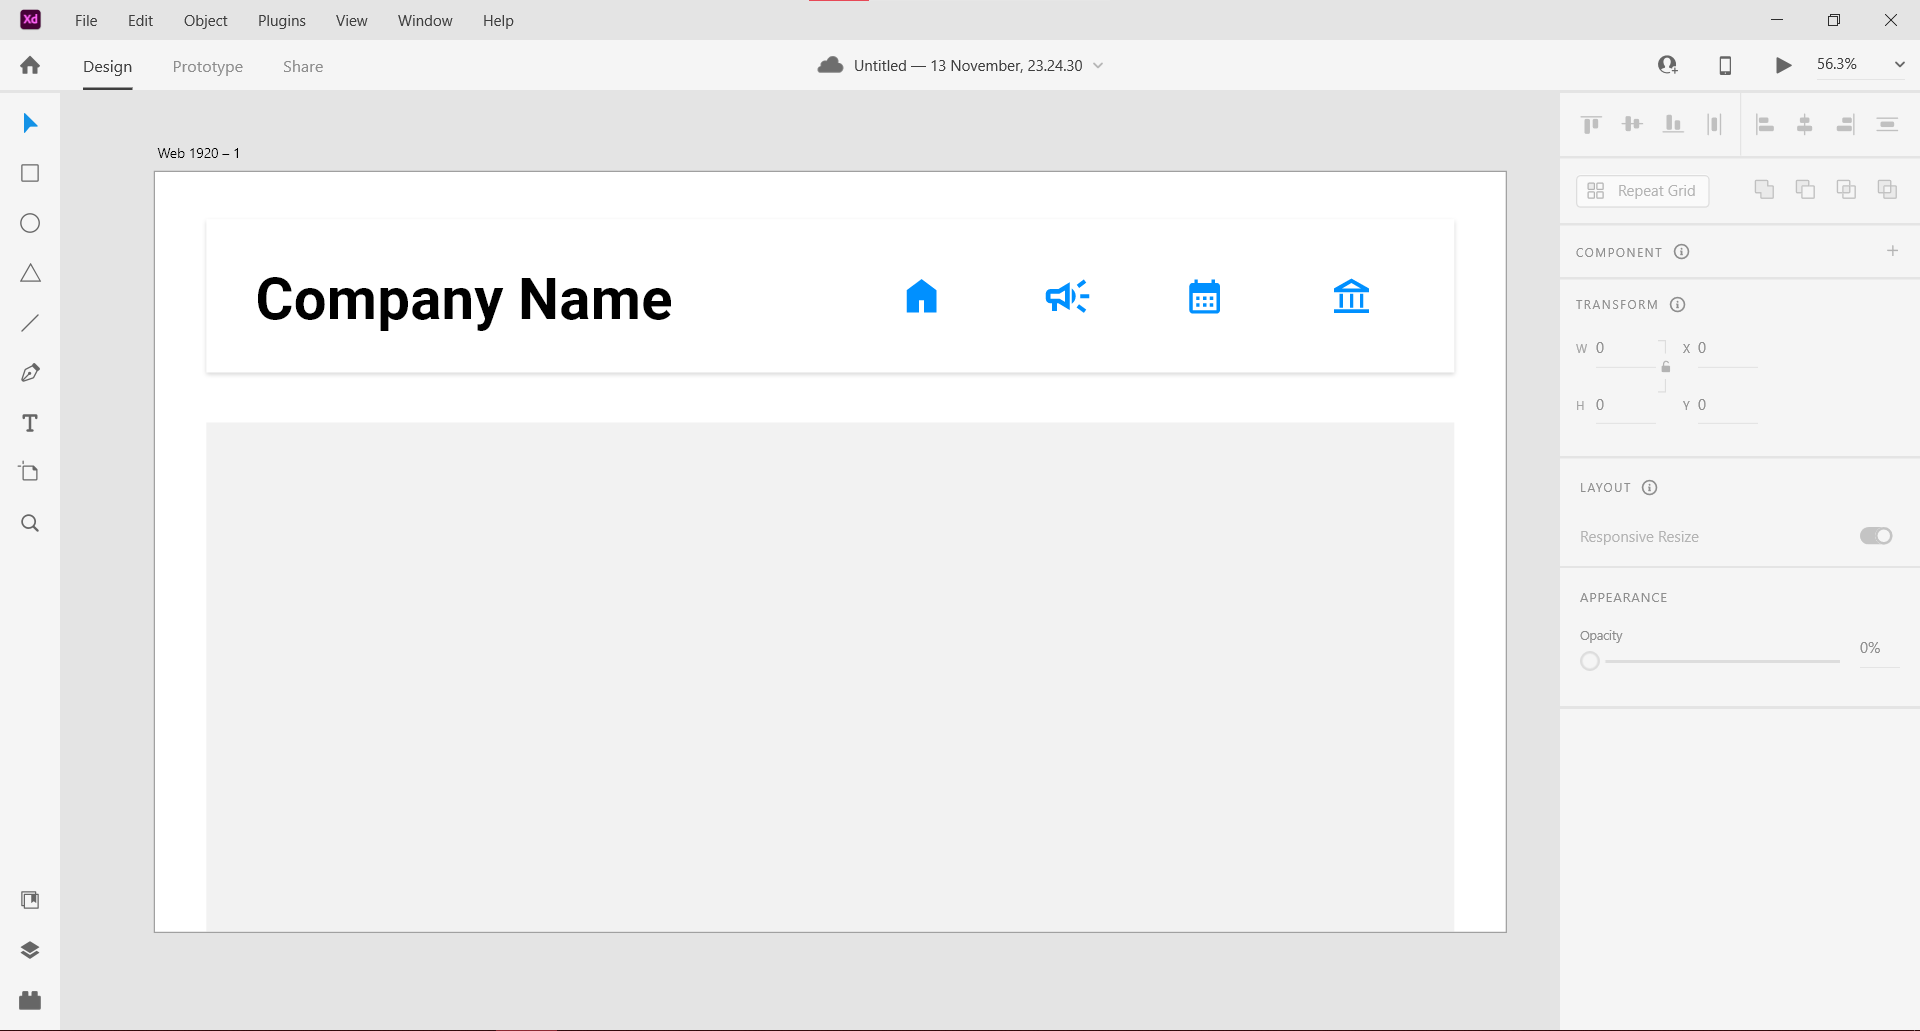 Xd File Edit Object Plugins View Window Help
Design Prototype Share Untitled — 13 November, 23.24.30 56.3%
Web 1920 – 1
Company Name
Repeat Grid
COMPONENT
TRANSFORM
W 0 X 0
H 0 Y 0
LAYOUT
Responsive Resize
APPEARANCE
Opacity
0%